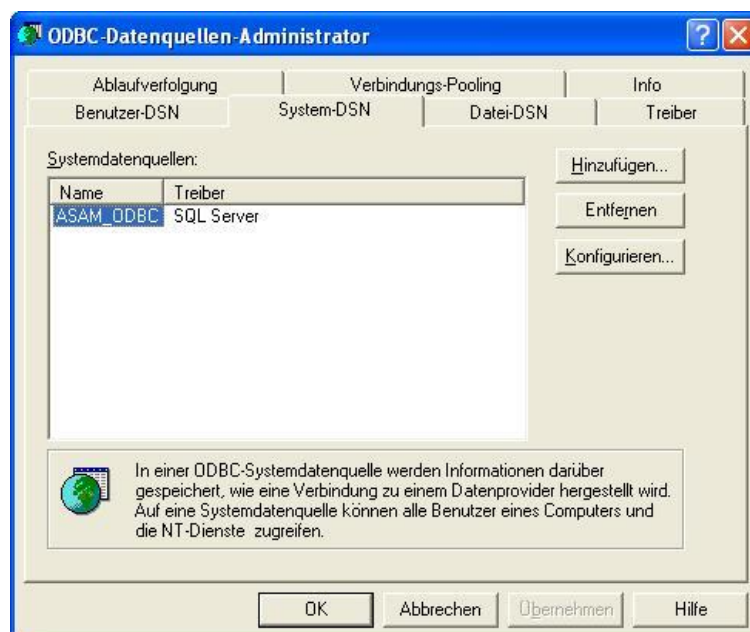 ODBC-Datenquellen-Administrator
Ablaufverfolgung Verbindungs-Pooling Info
Benutzer-DSN System-DSN Datei-DSN Treiber
Systemdatenquellen:
Hinzufügen...
Name Treiber
ASAM_ODBC SQL Server
Entfernen
Konfigurieren...
In einer ODBC-Systemdatenquelle werden Informationen darüber
gespeichert, wie eine Verbindung zu einem Datenprovider hergestellt wird.
Auf eine Systemdatenquelle können alle Benutzer eines Computers und
die NT-Dienste zugreifen.
OK Abbrechen Übernehmen Hilfe